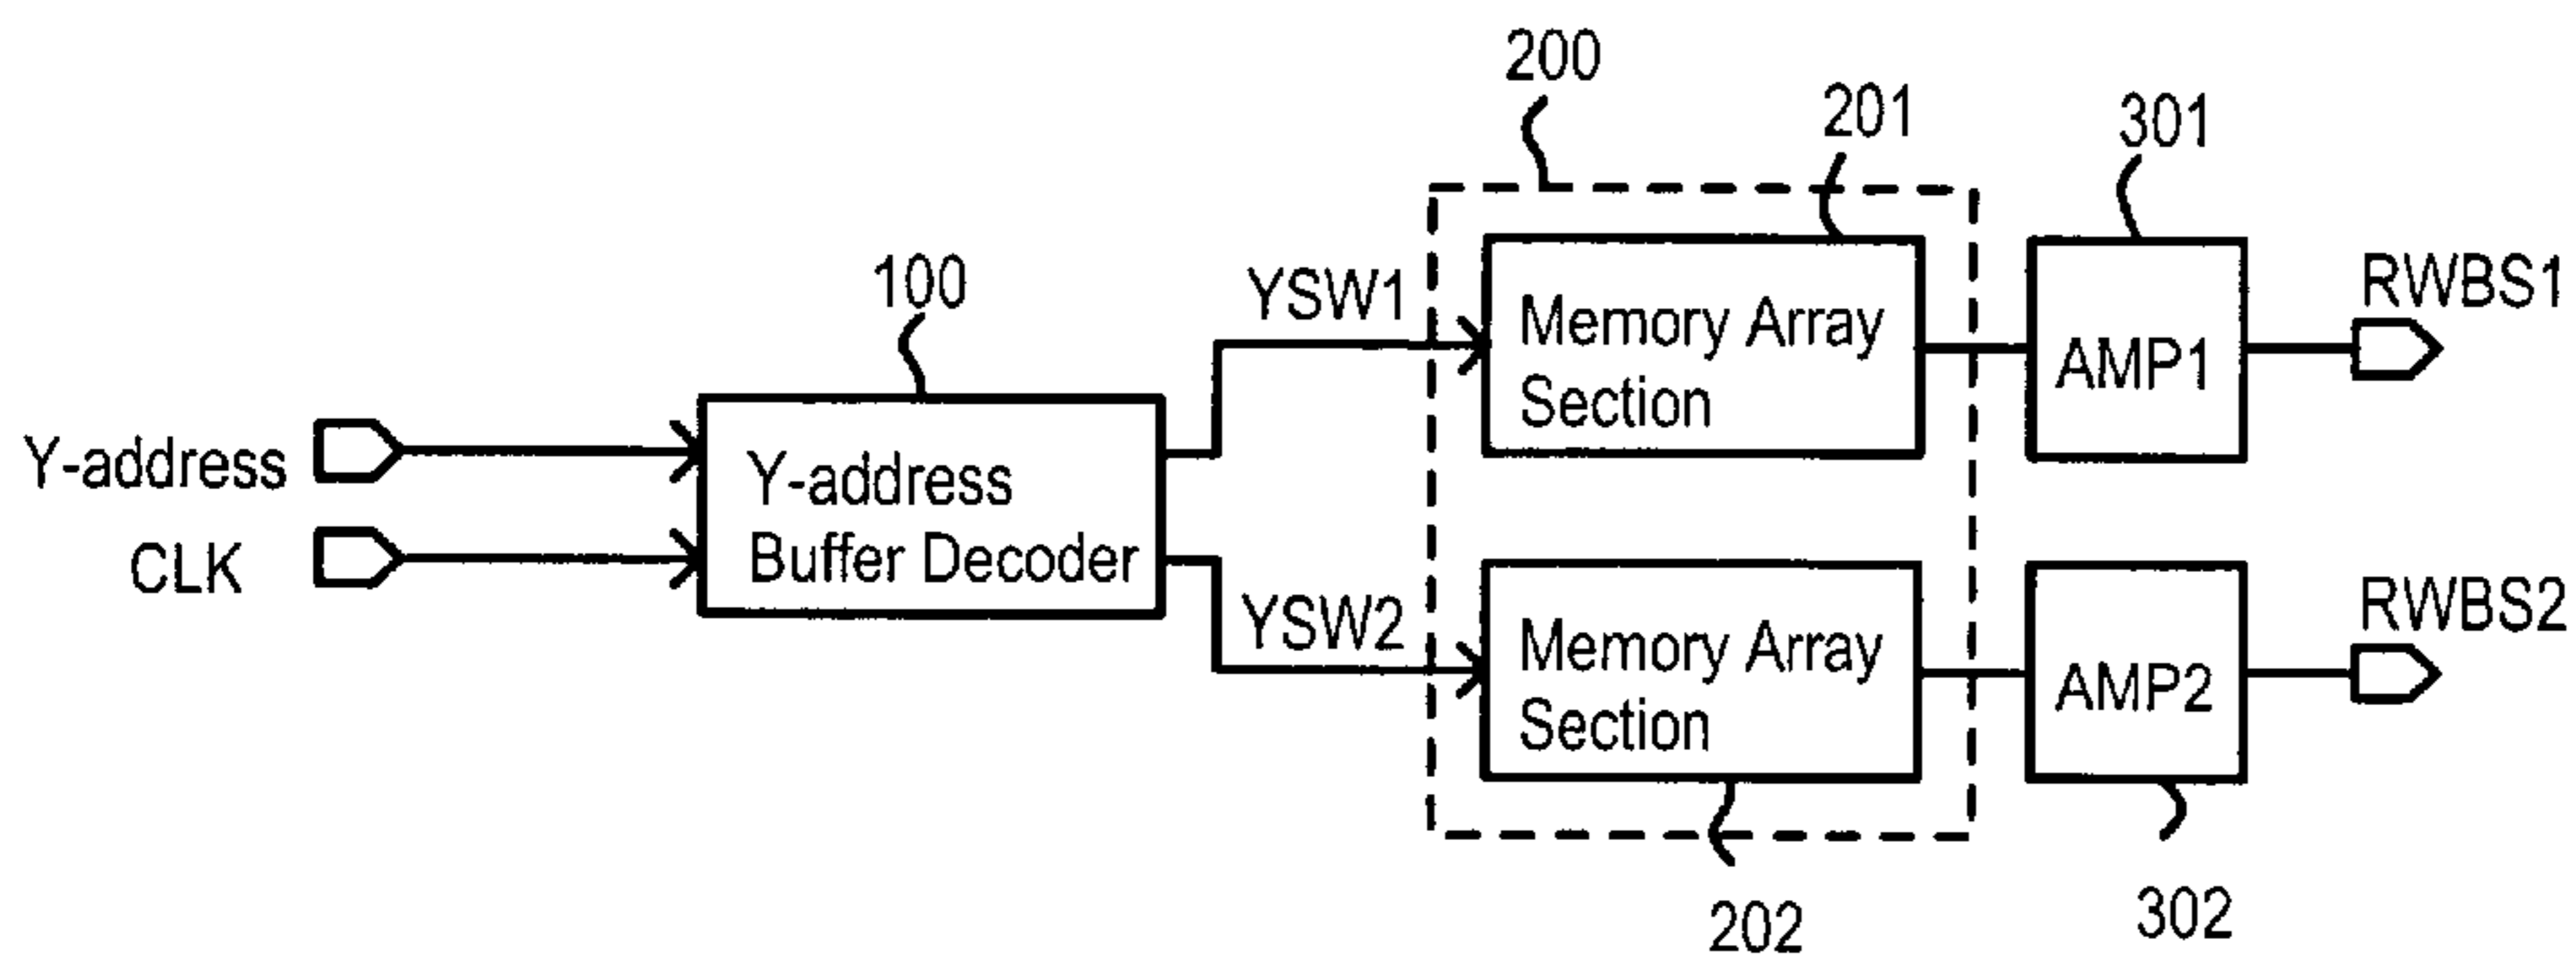 200
201
301
100
YSW1
RWBS1
Memory Array
Section
AMP1
Y-address
CLK
Y-address
Buffer Decoder
YSW2
RWBS2
Memory Array
Section
AMP2
202
302